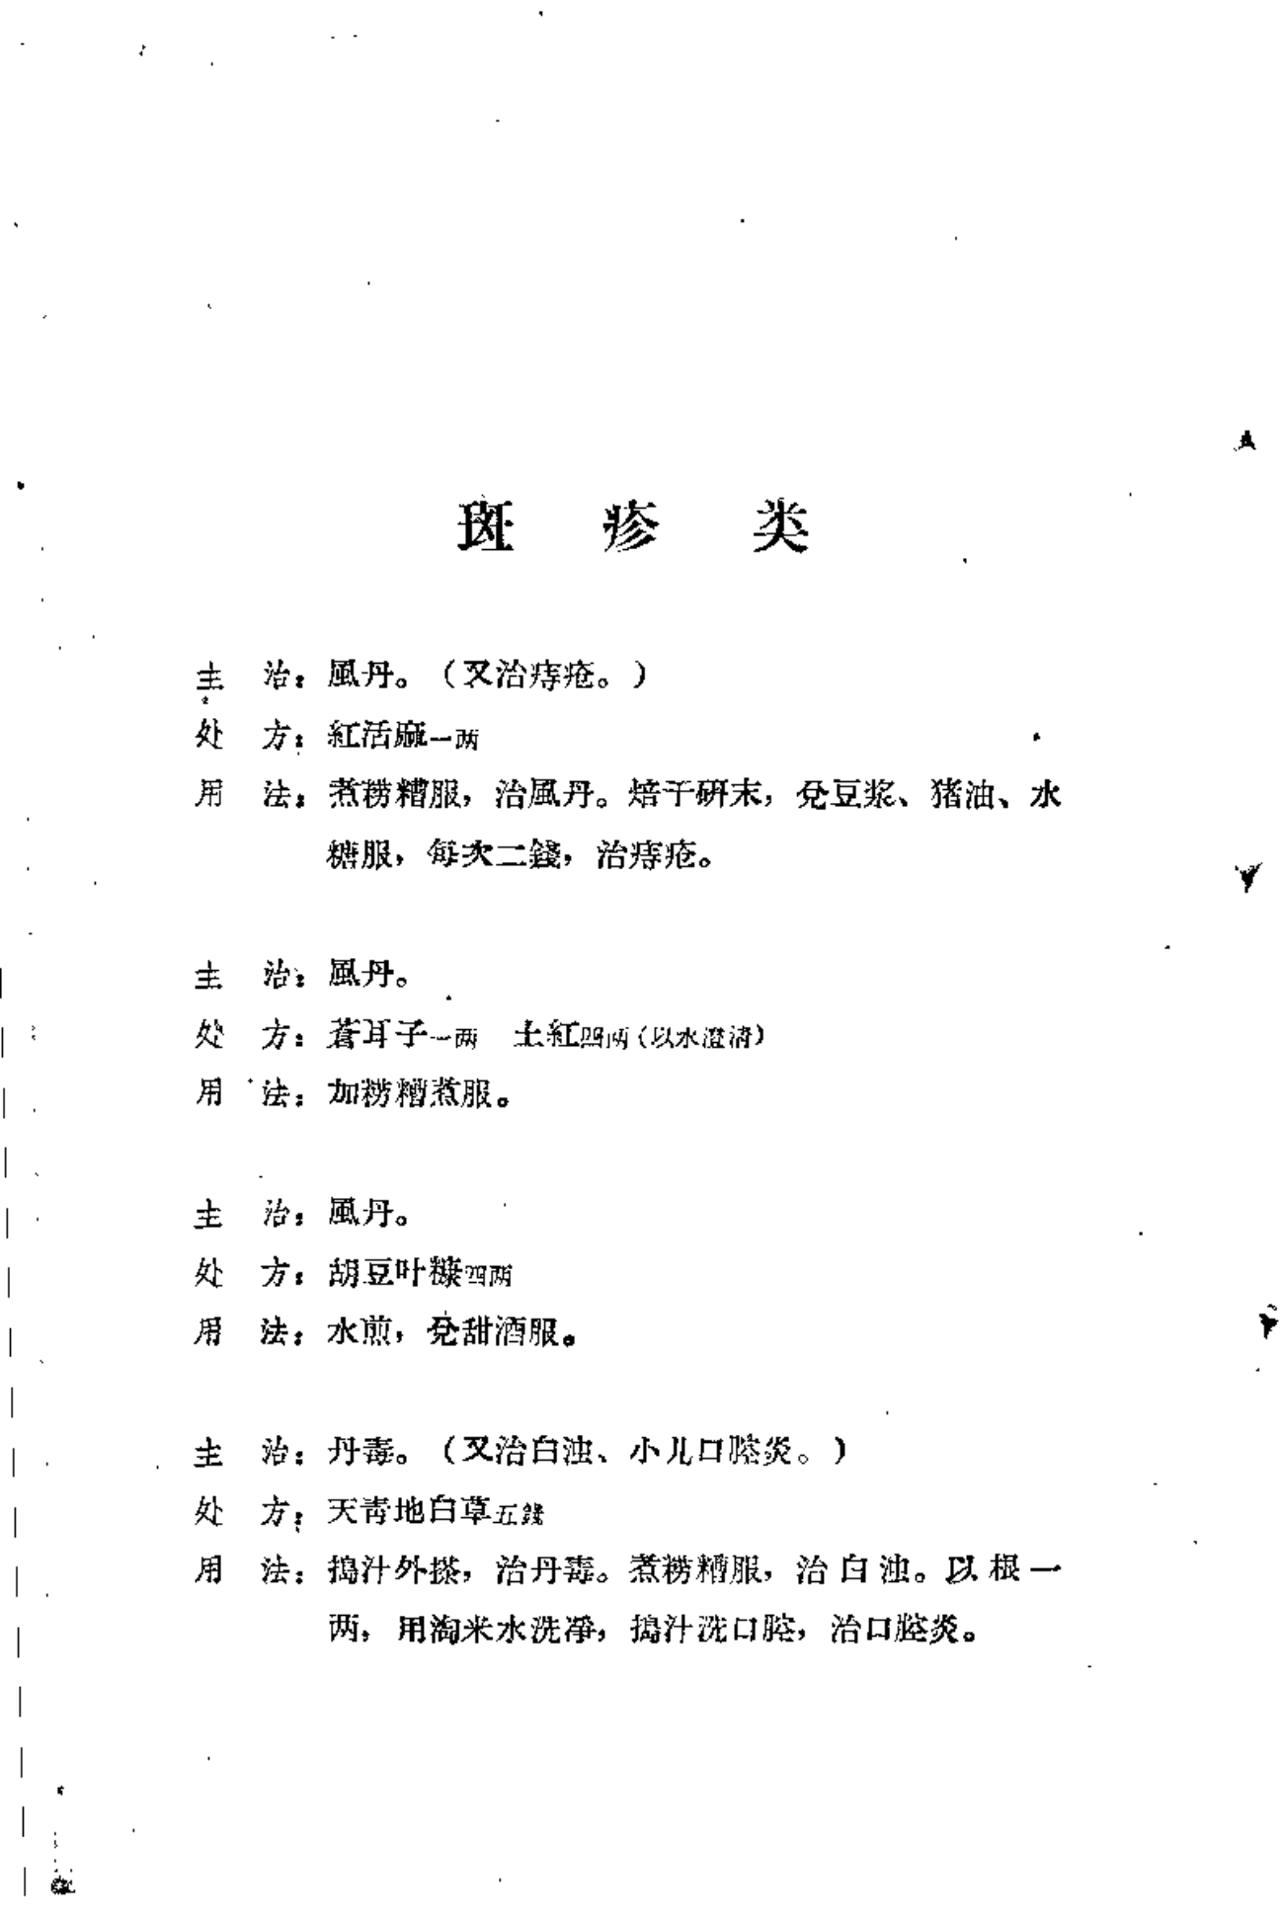 斑 疹 类
主 治：風丹。（又治痔疮。）
处 方：紅活麻一两
用 法：煮捞糟服，治風丹。焙干研末，兌豆浆、猪油、水
糖服，每次二錢，治痔疮。
主 治：風丹。
处 方：蒼耳子一两 土紅四两（以水澄清）
用 法：加捞糟煮服。
主 治：風丹。
处 方：胡豆叶糠四两
用 法：水煎，兌甜酒服。
主 治：丹毒。（又治白浊、小儿口腔炎。）
处 方：天青地白草五錢
用 法：搗汁外搽，治丹毒。煮捞糟服，治白浊。以根一
两，用淘米水洗凈，搗汁洗口腔，治口腔炎。